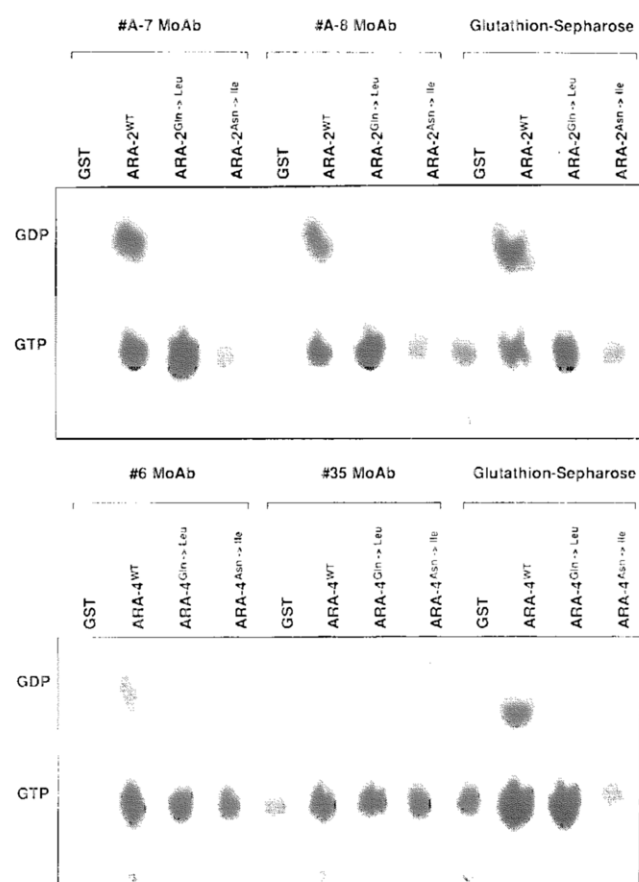 #A-7 MoAb #A-8 MoAb Glutathion-Sepharose
GST ARA-2WT ARA-2Gln -> Leu ARA-2Asn -> Ile GST ARA-2WT ARA-2Gln -> Leu ARA-2Asn -> Ile GST ARA-2WT ARA-2Gln -> Leu ARA-2Asn -> Ile
GDP
GTP
#6 MoAb #35 MoAb Glutathion-Sepharose
GST ARA-4WT ARA-4Gln -> Leu ARA-4Asn -> Ile GST ARA-4WT ARA-4Gln -> Leu ARA-4Asn -> Ile GST ARA-4WT ARA-4Gln -> Leu ARA-4Asn -> Ile
GDP
GTP